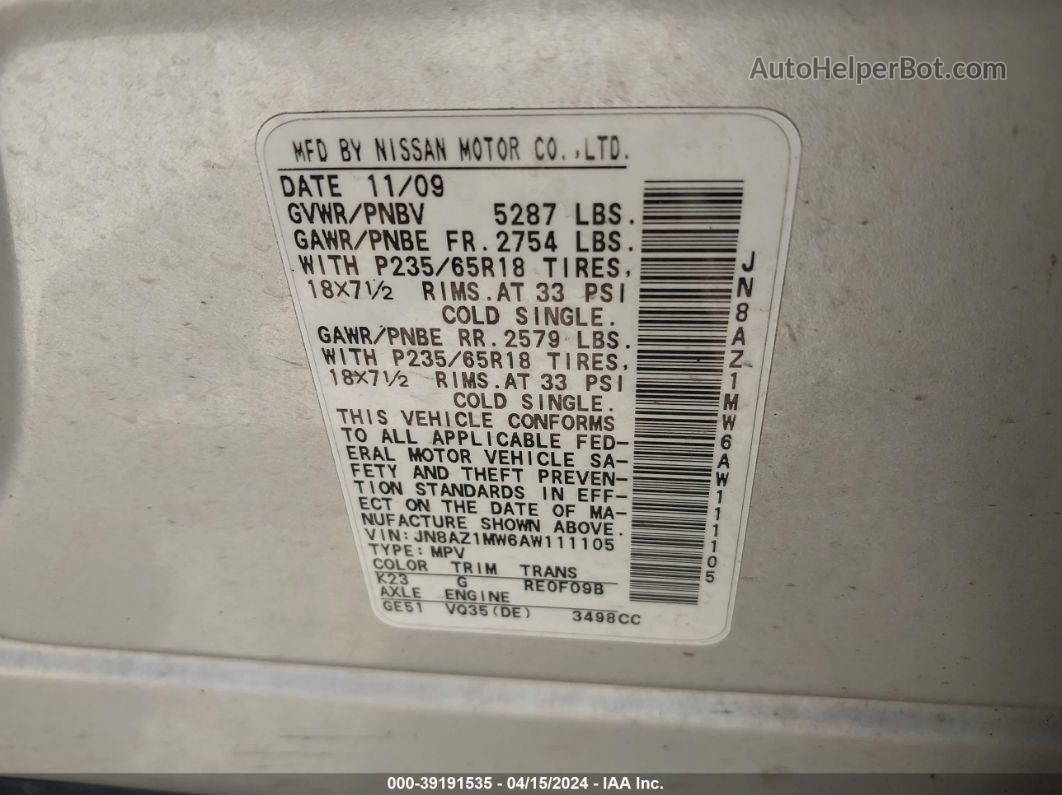 AutoHelperBot.com
MFD BY NISSAN MOTOR CO.,LTD.
DATE 11/09
GVWR/PNBV 5287 LBS.
GAWR/PNBE FR.2754 LBS.
WITH P235/65R18 TIRES,
18X7½ RIMS.AT 33 PSI
COLD SINGLE.
GAWR/PNBE RR.2579 LBS.
WITH P235/65R18 TIRES,
18X7½ RIMS.AT 33 PSI
COLD SINGLE.
THIS VEHICLE CONFORMS
TO ALL APPLICABLE FED-
ERAL MOTOR VEHICLE SA-
FETY AND THEFT PREVEN-
TION STANDARDS IN EFF-
ECT ON THE DATE OF MA-
NUFACTURE SHOWN ABOVE.
VIN:JN8AZ1MW6AW111105
TYPE:MPV
COLOR TRIM TRANS
K23 G RE0F09B
AXLE ENGINE
GE51 VQ35(DE) 3498CC
JN8AZ1MW6AW111105
000-39191535 - 04/15/2024 - IAA Inc.